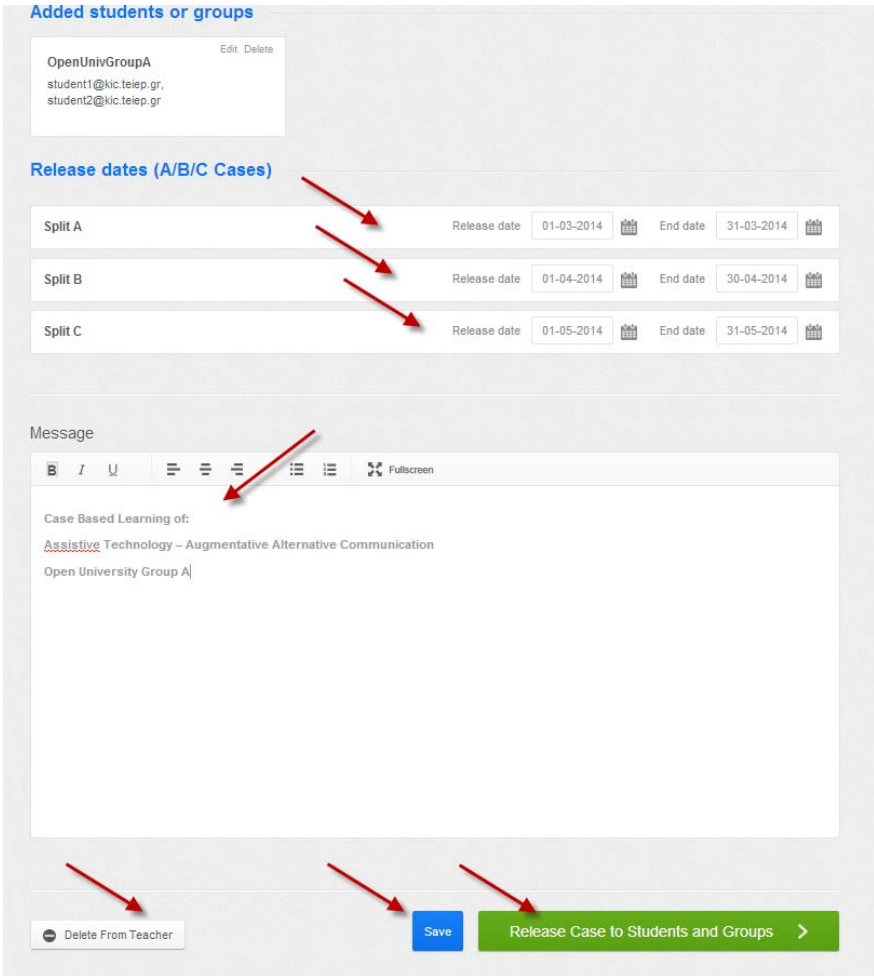 Added students or groups
Edit Delete
OpenUnivGroupA
student1@kic.teiep.gr,
student2@kic.teiep.gr
Release dates (A/B/C Cases)
Split A Release date 01-03-2014 End date 31-03-2014
Split B Release date 01-04-2014 End date 30-04-2014
Split C Release date 01-05-2014 End date 31-05-2014
Message
B I U Fullscreen
Case Based Learning of:
Assistive Technology – Augmentative Alternative Communication
Open University Group A
Delete From Teacher Save Release Case to Students and Groups